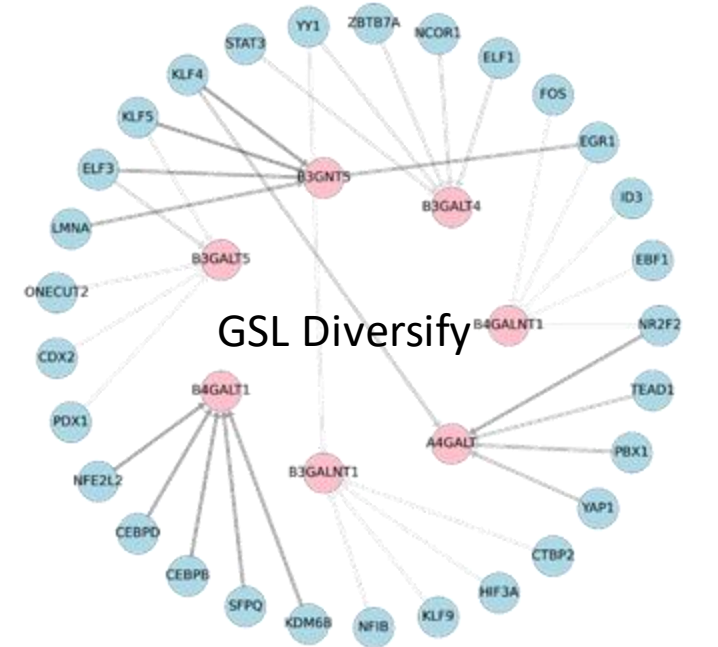 YY1
ZBTB7A
STAT3
NCOR1
ELF1
KLF4
FOS
KLF5
EGR1
ELF3
B3GNT5
ID3
B3GALT4
LMNA
B3GALT5
EBF1
ONECUT2
GSL Diversify
B4GALNT1
NR2F2
CDX2
B4GALT1
TEAD1
PDX1
A4GALT
PBX1
B3GALNT1
NFE2L2
YAP1
CEBPD
CTBP2
CEBPB
HIF3A
SFPQ
KLF9
KDM6B
NFIB